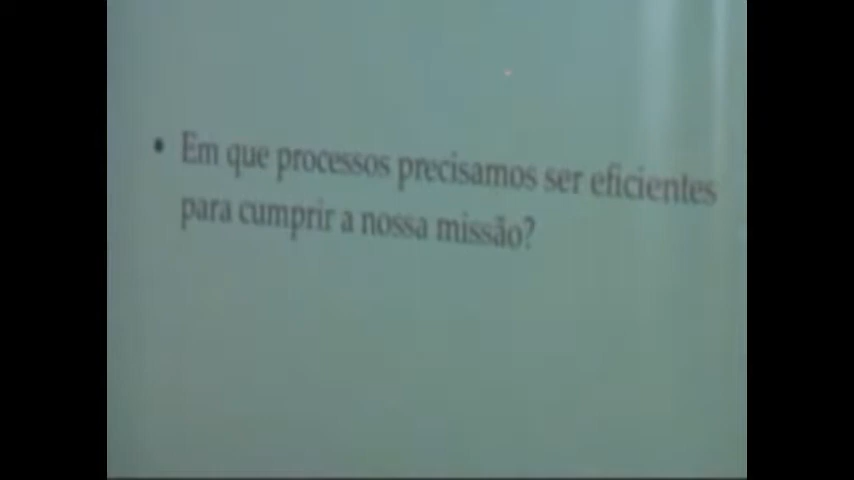 • Em que processos precisamos ser eficientes
para cumprir a nossa missão?